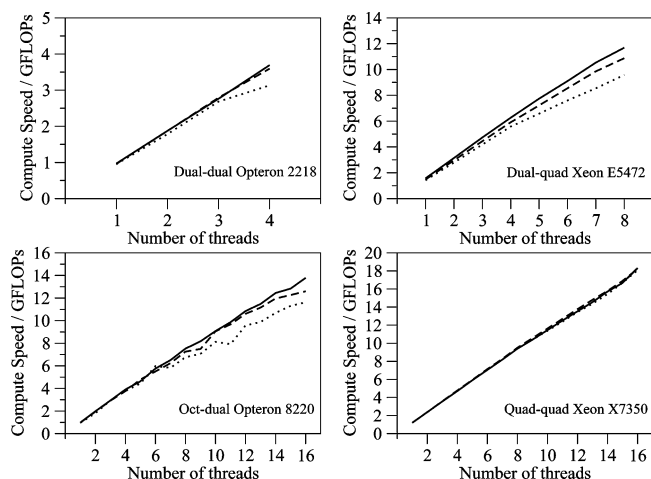 Compute Speed / GFLOPs
5
4
3
2
1
0
Dual-dual Opteron 2218
1 2 3 4
Number of threads
Compute Speed / GFLOPs
14
12
10
8
6
4
2
0
Dual-quad Xeon E5472
1 2 3 4 5 6 7 8
Number of threads
Compute Speed / GFLOPs
16
14
12
10
8
6
4
2
0
Oct-dual Opteron 8220
2 4 6 8 10 12 14 16
Number of threads
Compute Speed / GFLOPs
20
18
16
14
12
10
8
6
4
2
0
Quad-quad Xeon X7350
2 4 6 8 10 12 14 16
Number of threads